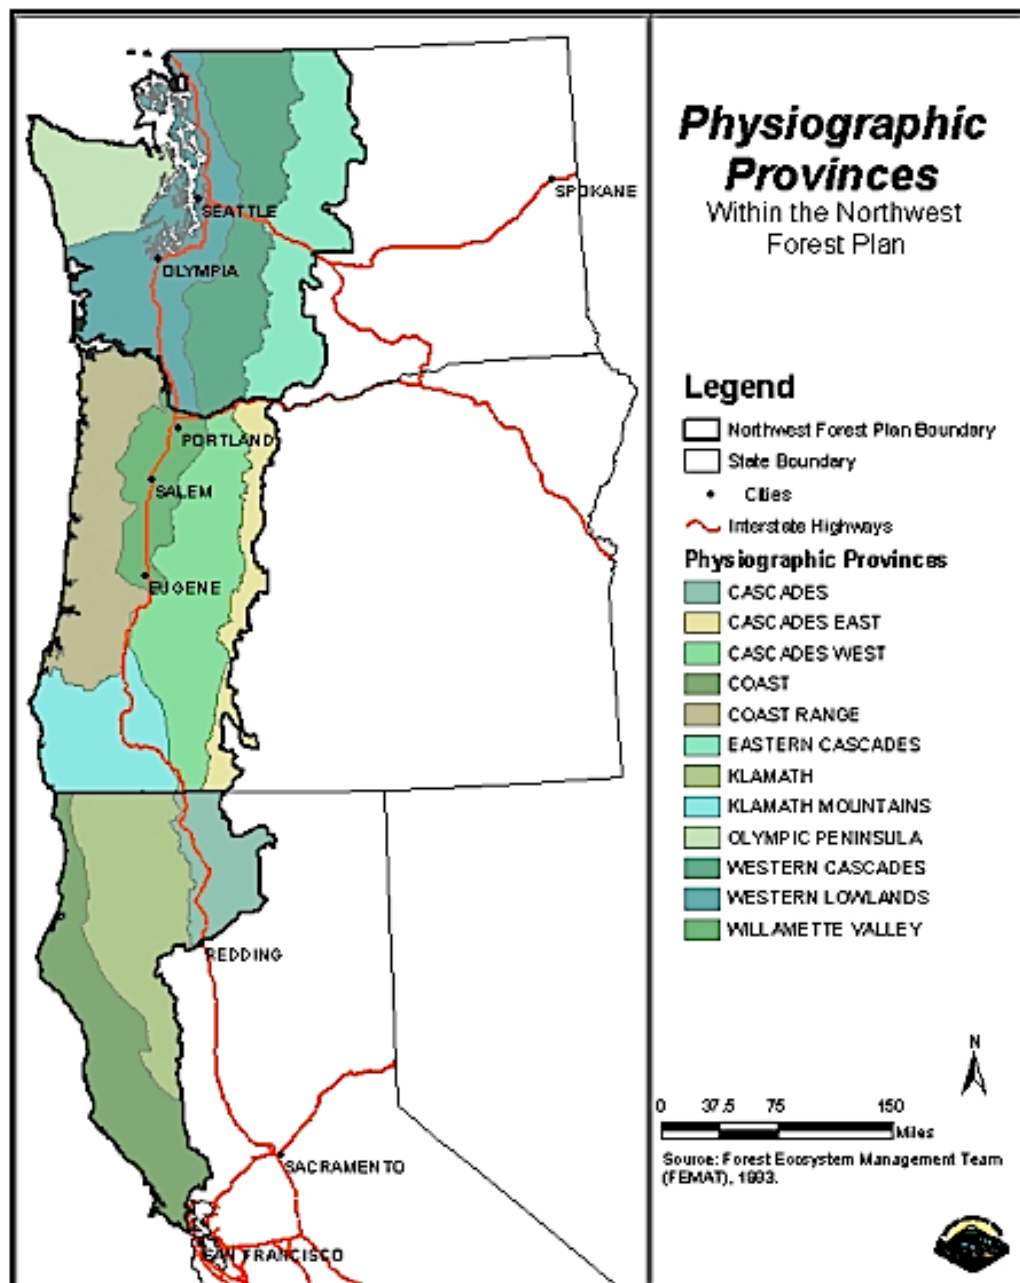 Physiographic
Provinces
Within the Northwest
Forest Plan
SPOKANE
SEATTLE
OLYMPIA
PORTLAND
SALEM
EUGENE
REDDING
SACRAMENTO
SAN FRANCISCO
Legend
Northwest Forest Plan Boundary
State Boundary
Cities
Interstate Highways
Physiographic Provinces
CASCADES
CASCADES EAST
CASCADES WEST
COAST
COAST RANGE
EASTERN CASCADES
KLAMATH
KLAMATH MOUNTAINS
OLYMPIC PENINSULA
WESTERN CASCADES
WESTERN LOWLANDS
WILLAMETTE VALLEY
N
0 37.5 75 150
Miles
Source: Forest Ecosystem Management Team
(FEMAT), 1993.